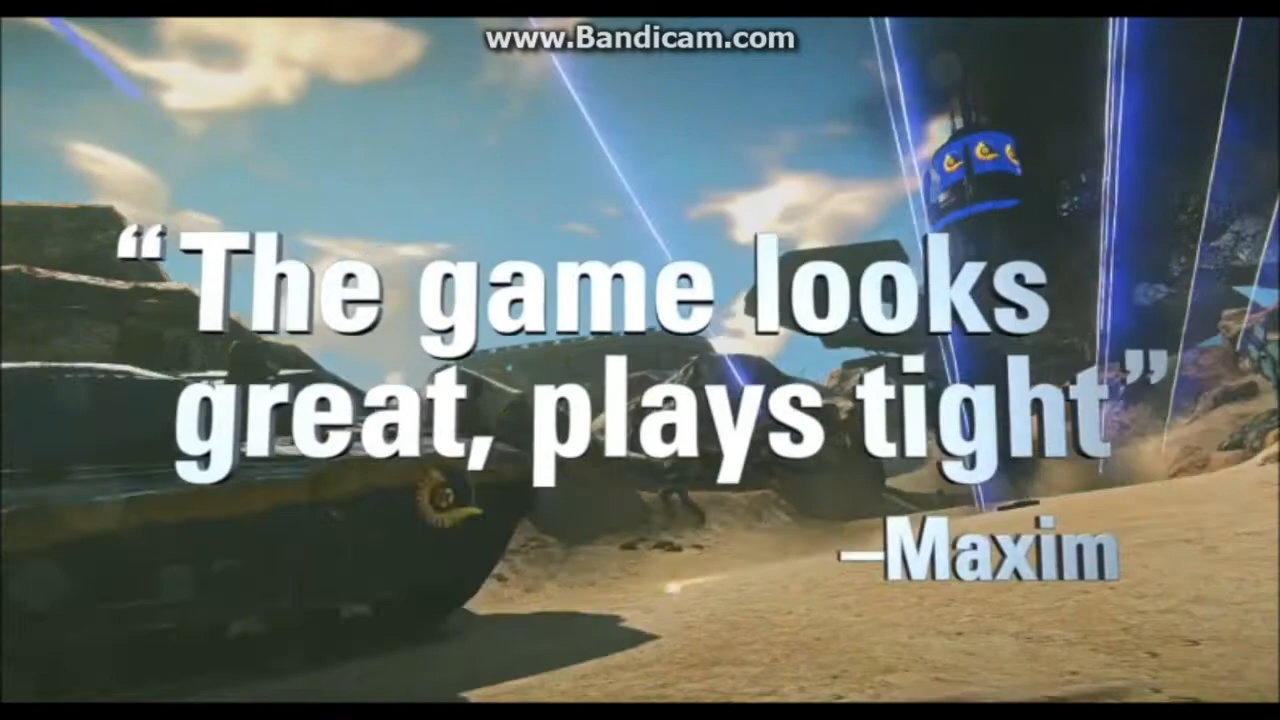 www.Bandicam.com
“The game looks
great, plays tight”
–Maxim